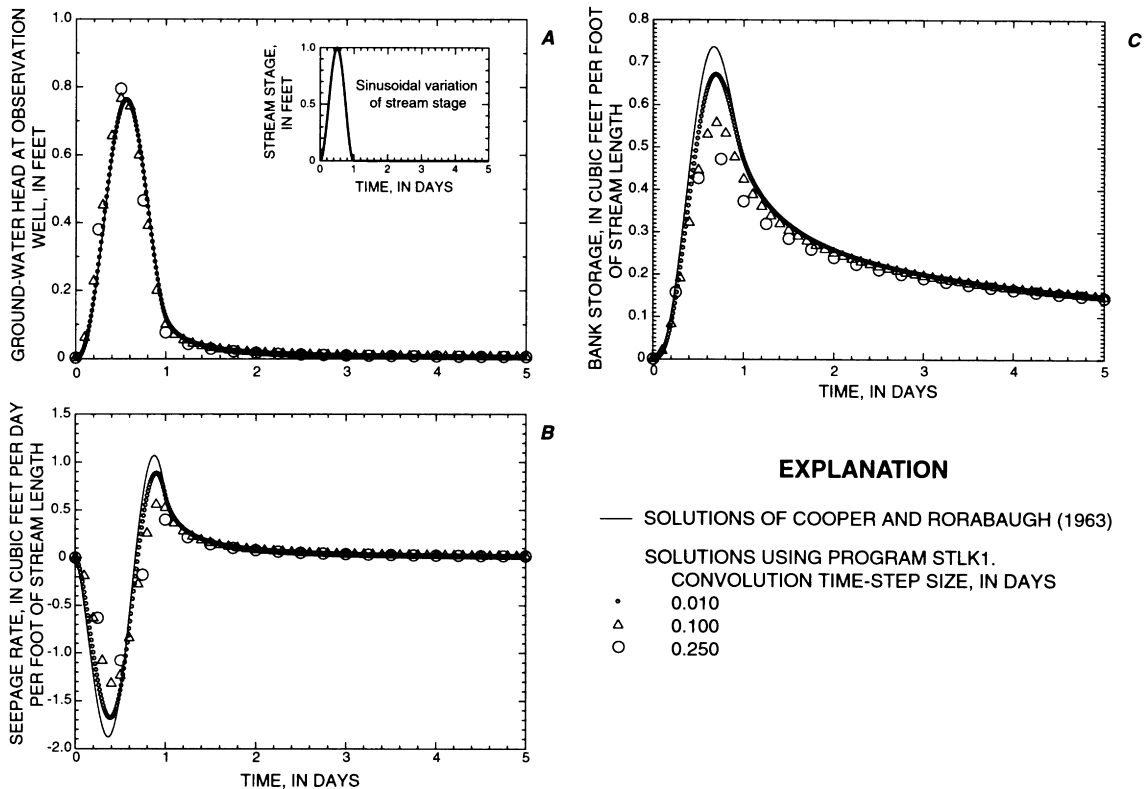 A
GROUND-WATER HEAD AT OBSERVATION
WELL, IN FEET
1.0
0.8
0.6
0.4
0.2
0
0 1 2 3 4 5
STREAM STAGE,
IN FEET
1.0
0.5
0
0 1 2 3 4 5
TIME, IN DAYS
Sinusoidal variation
of stream stage
B
SEEPAGE RATE, IN CUBIC FEET PER DAY
PER FOOT OF STREAM LENGTH
1.5
1.0
0.5
0
-0.5
-1.0
-1.5
-2.0
0 1 2 3 4 5
TIME, IN DAYS
C
BANK STORAGE, IN CUBIC FEET PER FOOT
OF STREAM LENGTH
0.8
0.7
0.6
0.5
0.4
0.3
0.2
0.1
0
0 1 2 3 4 5
TIME, IN DAYS
EXPLANATION
SOLUTIONS OF COOPER AND RORABAUGH (1963)
SOLUTIONS USING PROGRAM STLK1.
CONVOLUTION TIME-STEP SIZE, IN DAYS
0.010
0.100
0.250